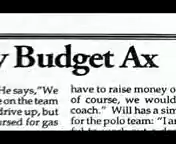 Budget Ax
He says, "We
e on the team
drive up, but
ursed for gas
have to raise money o
of course, we would
coach." Will has a sim
for the polo team: "I am